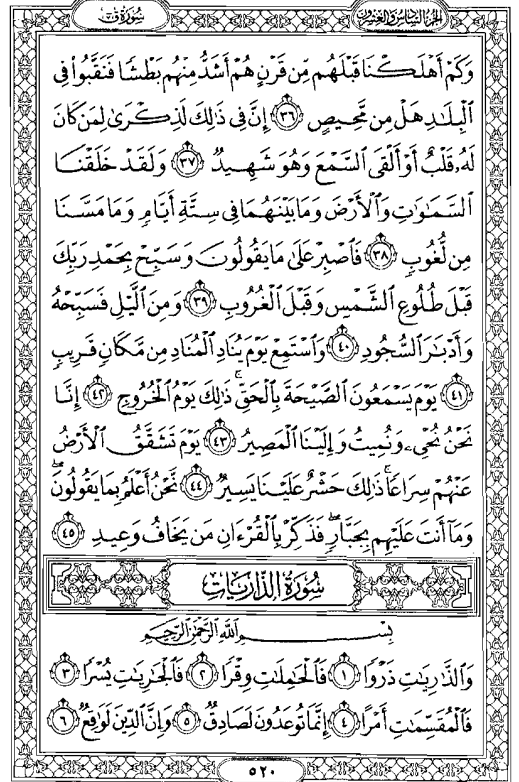 الجزء السادس والعشرون
سورة ق
وَكَمْ أَهْلَكْنَا قَبْلَهُم مِّن قَرْنٍ هُمْ أَشَدُّ مِنْهُم بَطْشًا فَنَقَّبُوا۟ فِى
ٱلْبِلَٰدِ هَلْ مِن مَّحِيصٍ ٣٦ إِنَّ فِى ذَٰلِكَ لَذِكْرَىٰ لِمَن كَانَ
لَهُۥ قَلْبٌ أَوْ أَلْقَى ٱلسَّمْعَ وَهُوَ شَهِيدٌ ٣٧ وَلَقَدْ خَلَقْنَا
ٱلسَّمَٰوَٰتِ وَٱلْأَرْضَ وَمَا بَيْنَهُمَا فِى سِتَّةِ أَيَّامٍ وَمَا مَسَّنَا
مِن لُّغُوبٍ ٣٨ فَٱصْبِرْ عَلَىٰ مَا يَقُولُونَ وَسَبِّحْ بِحَمْدِ رَبِّكَ
قَبْلَ طُلُوعِ ٱلشَّمْسِ وَقَبْلَ ٱلْغُرُوبِ ٣٩ وَمِنَ ٱلَّيْلِ فَسَبِّحْهُ
وَأَدْبَٰرَ ٱلسُّجُودِ ٤٠ وَٱسْتَمِعْ يَوْمَ يُنَادِ ٱلْمُنَادِ مِن مَّكَانٍ قَرِيبٍ
٤١ يَوْمَ يَسْمَعُونَ ٱلصَّيْحَةَ بِٱلْحَقِّ ۚ ذَٰلِكَ يَوْمُ ٱلْخُرُوجِ ٤٢ إِنَّا
نَحْنُ نُحْىِۦ وَنُمِيتُ وَإِلَيْنَا ٱلْمَصِيرُ ٤٣ يَوْمَ تَشَقَّقُ ٱلْأَرْضُ
عَنْهُمْ سِرَاعًا ۚ ذَٰلِكَ حَشْرٌ عَلَيْنَا يَسِيرٌ ٤٤ نَّحْنُ أَعْلَمُ بِمَا يَقُولُونَ ۖ
وَمَآ أَنتَ عَلَيْهِم بِجَبَّارٍ ۖ فَذَكِّرْ بِٱلْقُرْءَانِ مَن يَخَافُ وَعِيدِ ٤٥
سُورَةُ الذَّارِيَاتِ
بِسْمِ ٱللَّهِ ٱلرَّحْمَٰنِ ٱلرَّحِيمِ
وَٱلذَّٰرِيَٰتِ ذَرْوًا ١ فَٱلْحَٰمِلَٰتِ وِقْرًا ٢ فَٱلْجَٰرِيَٰتِ يُسْرًا ٣
فَٱلْمُقَسِّمَٰتِ أَمْرًا ٤ إِنَّمَا تُوعَدُونَ لَصَادِقٌ ٥ وَإِنَّ ٱلدِّينَ لَوَٰقِعٌ ٦
٥٢٠